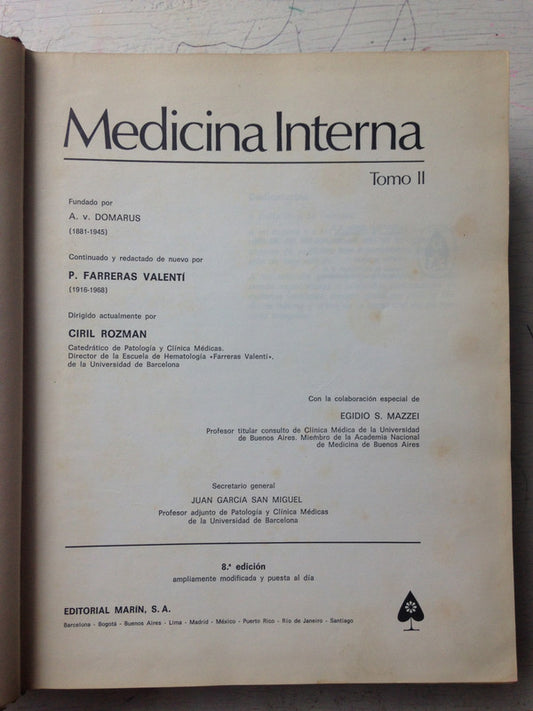 Medicina Interna
Tomo II
Fundado por
A. v. DOMARUS
(1881-1945)
Continuado y redactado de nuevo por
P. FARRERAS VALENTÍ
(1916-1968)
Dirigido actualmente por
CIRIL ROZMAN
Catedrático de Patología y Clínica Médicas.
Director de la Escuela de Hematología «Farreras Valentí».
de la Universidad de Barcelona
Con la colaboración especial de
EGIDIO S. MAZZEI
Profesor titular consulto de Clínica Médica de la Universidad
de Buenos Aires. Miembro de la Academia Nacional
de Medicina de Buenos Aires
Secretario general
JUAN GARCIA SAN MIGUEL
Profesor adjunto de Patología y Clínica Médicas
de la Universidad de Barcelona
8.ª edición
ampliamente modificada y puesta al día
EDITORIAL MARÍN, S. A.
Barcelona - Bogotá - Buenos Aires - Lima - Madrid - México - Puerto Rico - Río de Janeiro - Santiago